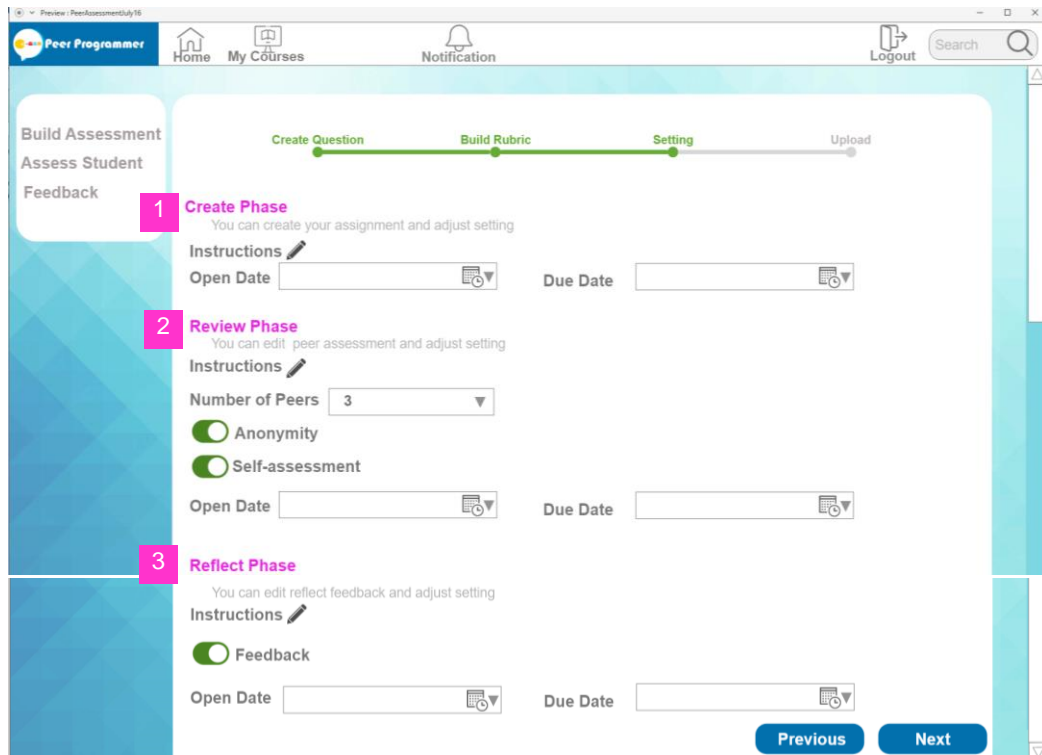 Preview : PeerAssessmentJuly16
Peer Programmer
Home
My Courses
Notification
Logout
Search
Build Assessment
Assess Student
Feedback
Create Question
Build Rubric
Setting
Upload
1
Create Phase
You can create your assignment and adjust setting
Instructions
Open Date
Due Date
2
Review Phase
You can edit peer assessment and adjust setting
Instructions
Number of Peers 3
Anonymity
Self-assessment
Open Date
Due Date
3
Reflect Phase
You can edit reflect feedback and adjust setting
Instructions
Feedback
Open Date
Due Date
Previous
Next